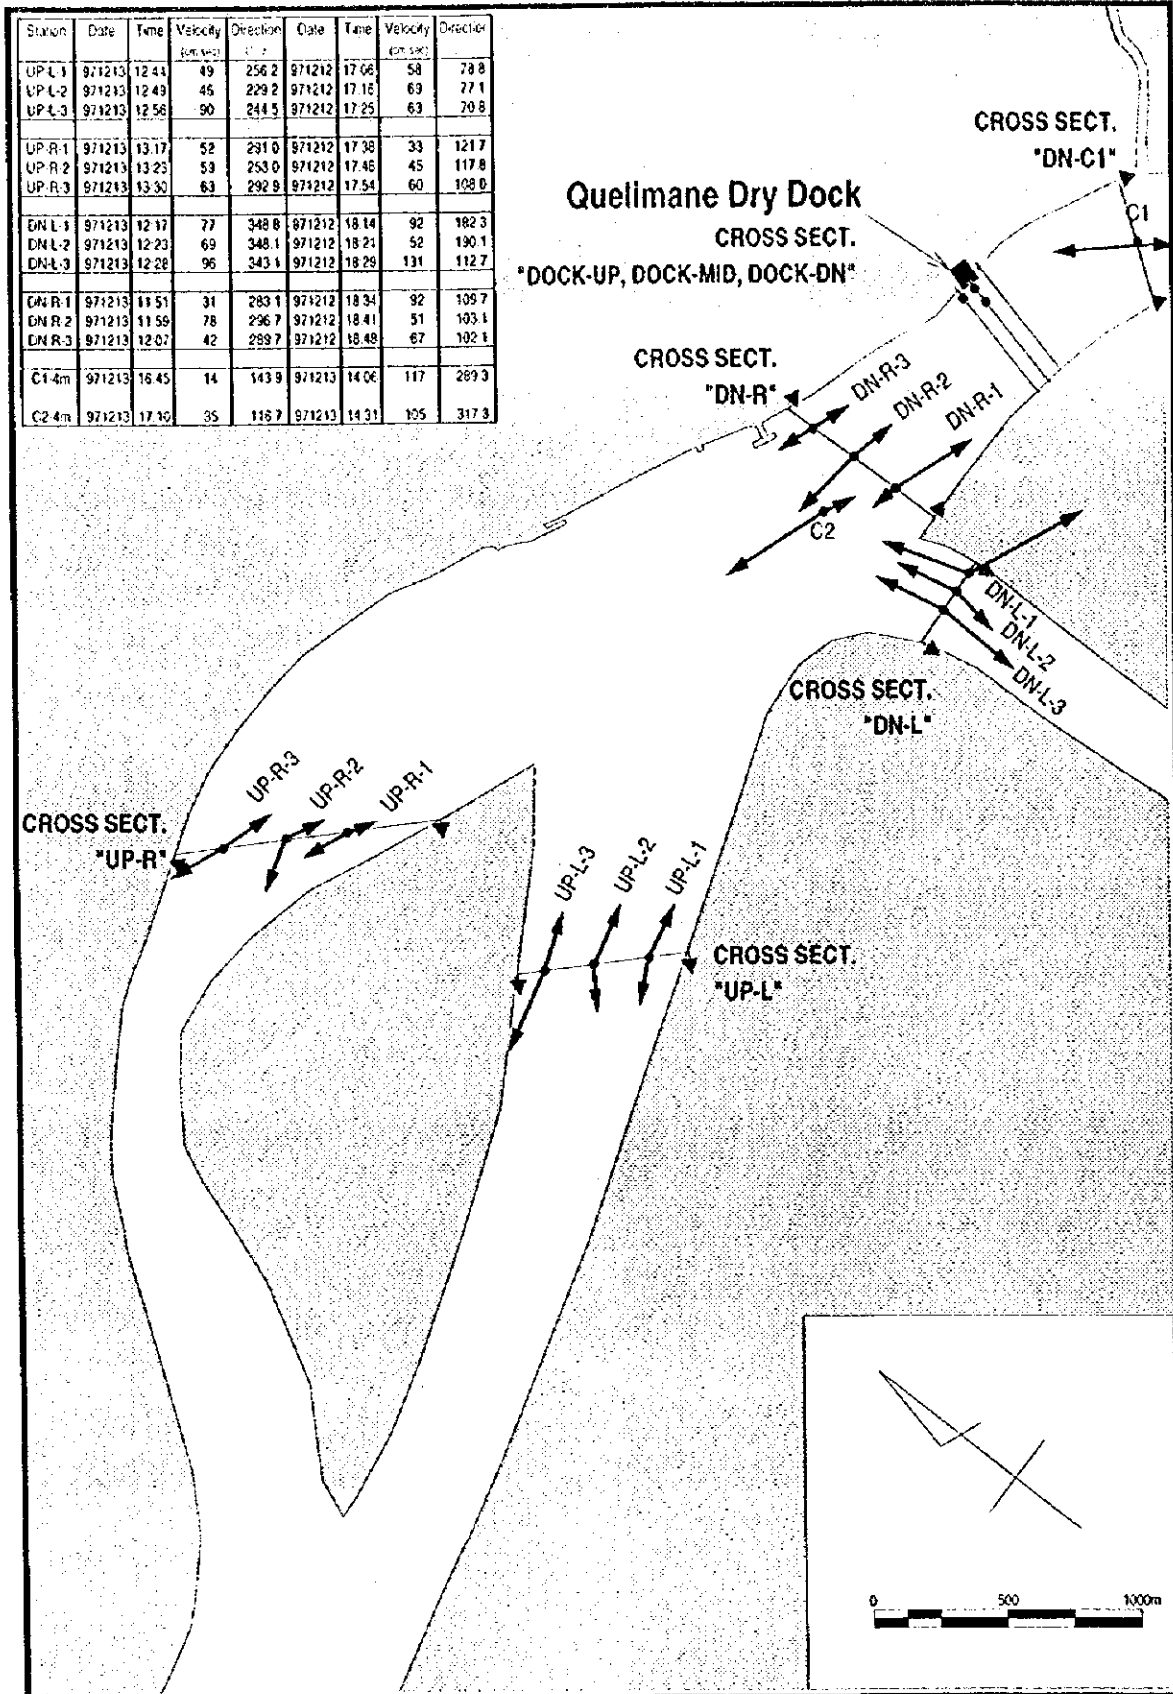 Station Date Time Velocity Direction Date Time Velocity Direction
(cm/sec) (cm/sec)
UP-L-1 971213 12:44 49 256.2 971212 17:06 58 78.8
UP-L-2 971213 12:49 46 229.2 971212 17:16 69 77.1
UP-L-3 971213 12:56 90 244.5 971212 17:25 63 70.8
UP-R-1 971213 13:17 52 291.0 971212 17:38 33 121.7
UP-R-2 971213 13:25 53 253.0 971212 17:46 45 117.8
UP-R-3 971213 13:30 63 292.9 971212 17:54 60 108.0
DN-L-1 971213 12:17 77 348.8 971212 18:14 92 182.3
DN-L-2 971213 12:23 69 348.1 971212 18:21 52 190.1
DN-L-3 971213 12:28 96 343.1 971212 18:29 131 112.7
DN-R-1 971213 11:51 31 283.1 971212 18:34 92 109.7
DN-R-2 971213 11:59 78 296.7 971212 18:41 51 103.1
DN-R-3 971213 12:07 42 289.7 971212 18:48 67 102.1
C1-4m 971213 16:45 14 143.9 971213 14:06 117 289.3
C2-4m 971213 17:10 35 116.7 971213 14:31 105 317.3
CROSS SECT.
"DN-C1"
C1
Quelimane Dry Dock
CROSS SECT.
"DOCK-UP, DOCK-MID, DOCK-DN"
CROSS SECT.
"DN-R"
DN-R-3
DN-R-2
DN-R-1
C2
DN-L-1
DN-L-2
DN-L-3
CROSS SECT.
"DN-L"
UP-R-3
UP-R-2
UP-R-1
CROSS SECT.
"UP-R"
UP-L-3
UP-L-2
UP-L-1
CROSS SECT.
"UP-L"
0 500 1000m